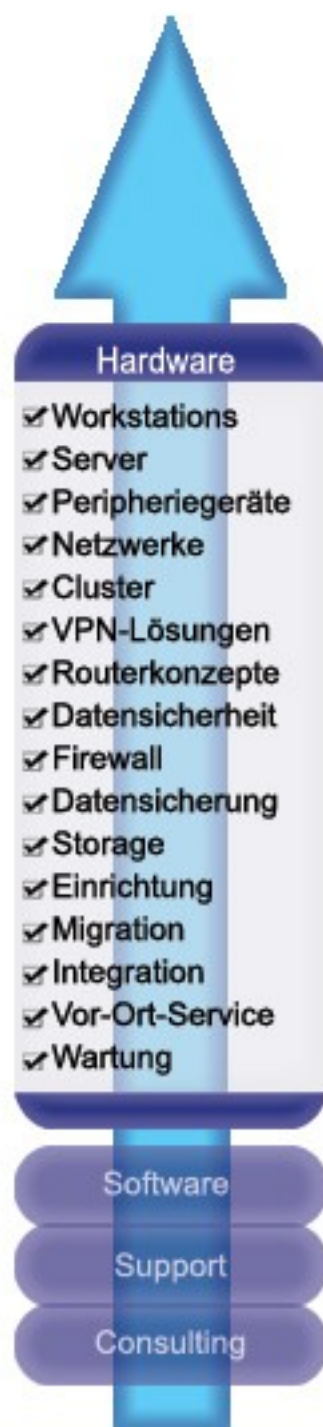 Hardware
Workstations
Server
Peripheriegeräte
Netzwerke
Cluster
VPN-Lösungen
Routerkonzepte
Datensicherheit
Firewall
Datensicherung
Storage
Einrichtung
Migration
Integration
Vor-Ort-Service
Wartung
Software
Support
Consulting